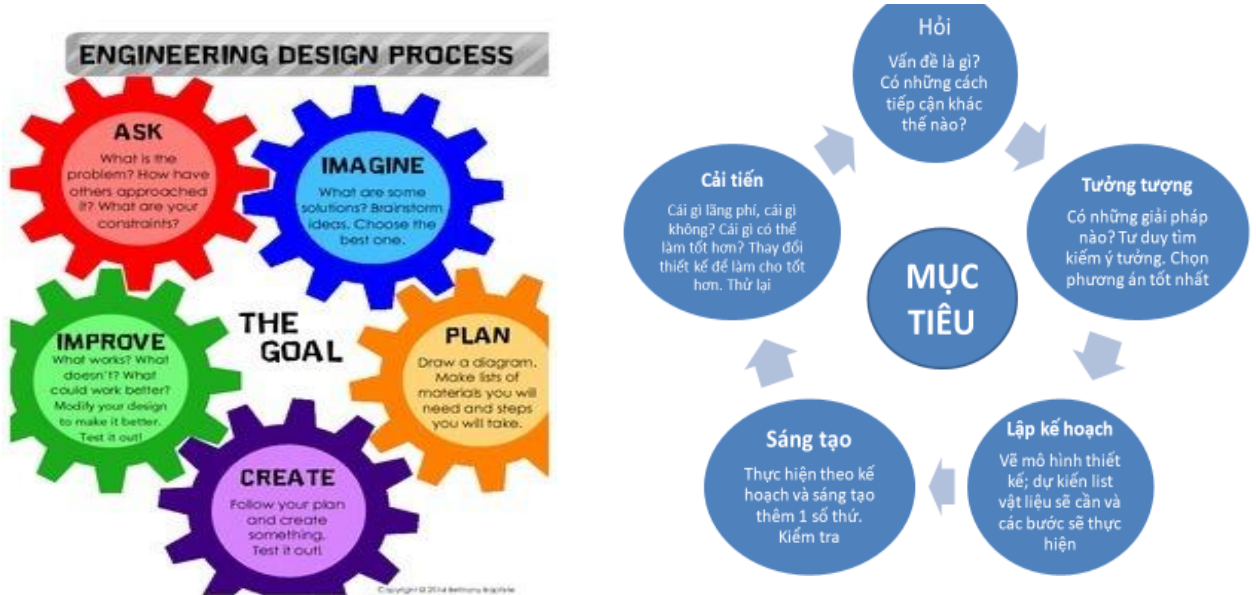 ENGINEERING DESIGN PROCESS
ASK
What is the
problem? How have
others approached
it? What are your
constraints?
IMAGINE
What are some
solutions? Brainstorm
ideas. Choose the
best one.
PLAN
Draw a diagram.
Make lists of
materials you will
need and steps
you will take.
CREATE
Follow your plan
and create
something.
Test it out!
IMPROVE
What works? What
doesn't? What
could work better?
Modify your design
to make it better.
Test it out!
THE
GOAL
Copyright © 2014 Bethany Baptiste
Hỏi
Vấn đề là gì?
Có những cách
tiếp cận khác
thế nào?
Tưởng tượng
Có những giải pháp
nào? Tư duy tìm
kiếm ý tưởng. Chọn
phương án tốt nhất
Lập kế hoạch
Vẽ mô hình thiết
kế; dự kiến list
vật liệu sẽ cần và
các bước sẽ thực
hiện
Sáng tạo
Thực hiện theo kế
hoạch và sáng tạo
thêm 1 số thứ.
Kiểm tra
Cải tiến
Cái gì lãng phí, cái gì
không? Cái gì có thể
làm tốt hơn? Thay đổi
thiết kế để làm cho tốt
hơn. Thử lại
MỤC
TIÊU